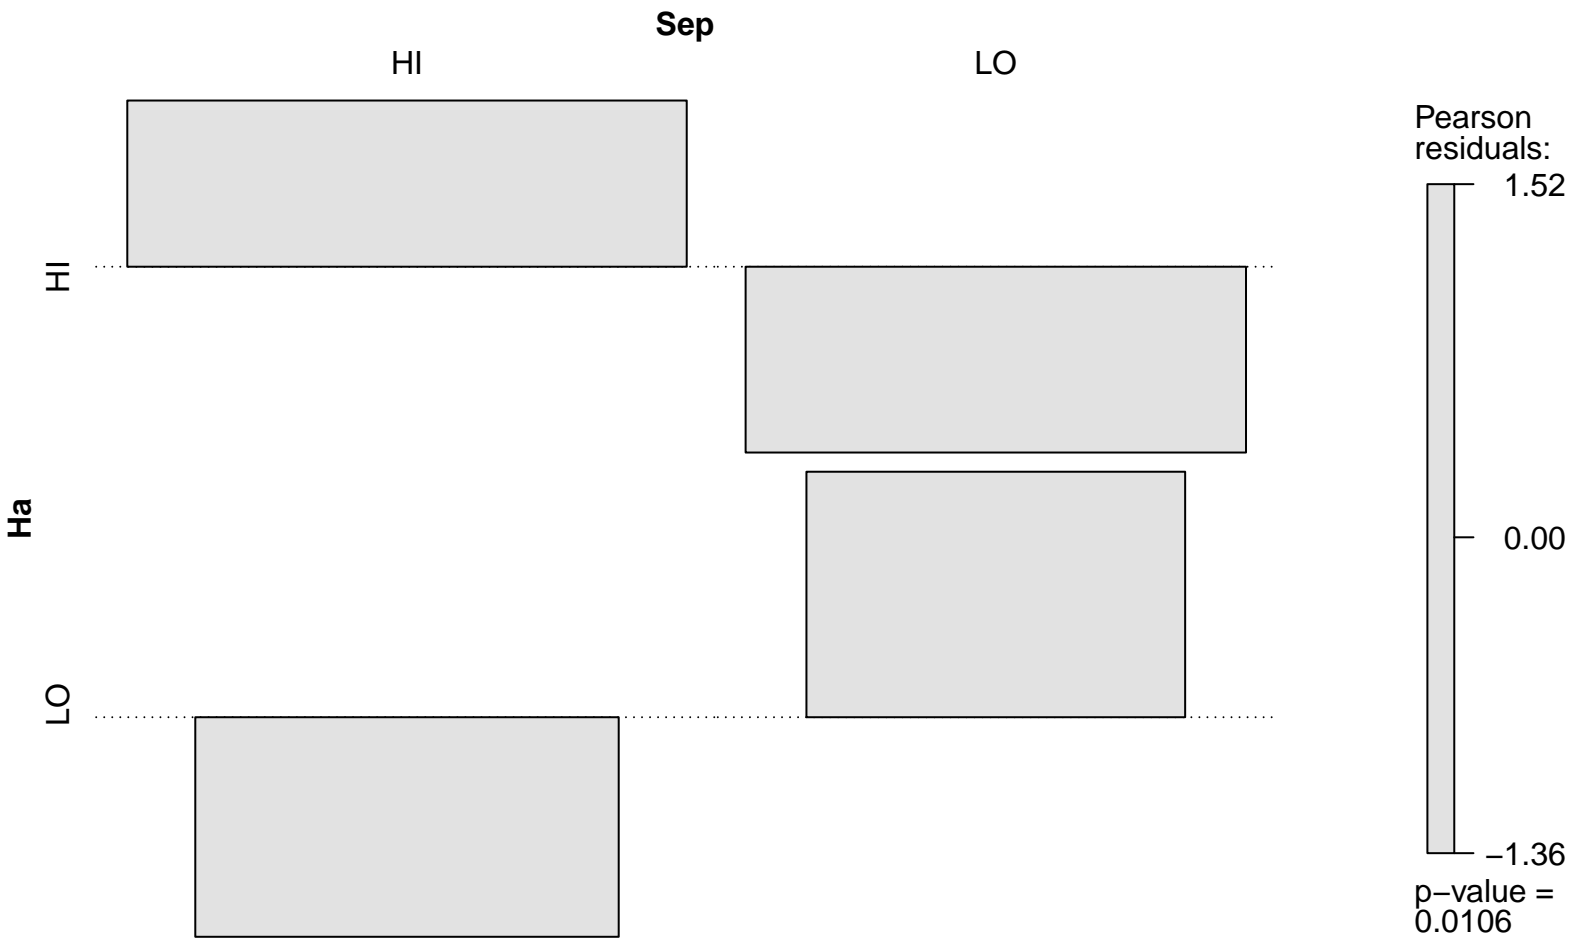 Sep
HI
LO
HI
Ha
LO
Pearson
residuals:
1.52
0.00
−1.36
p−value =
0.0106